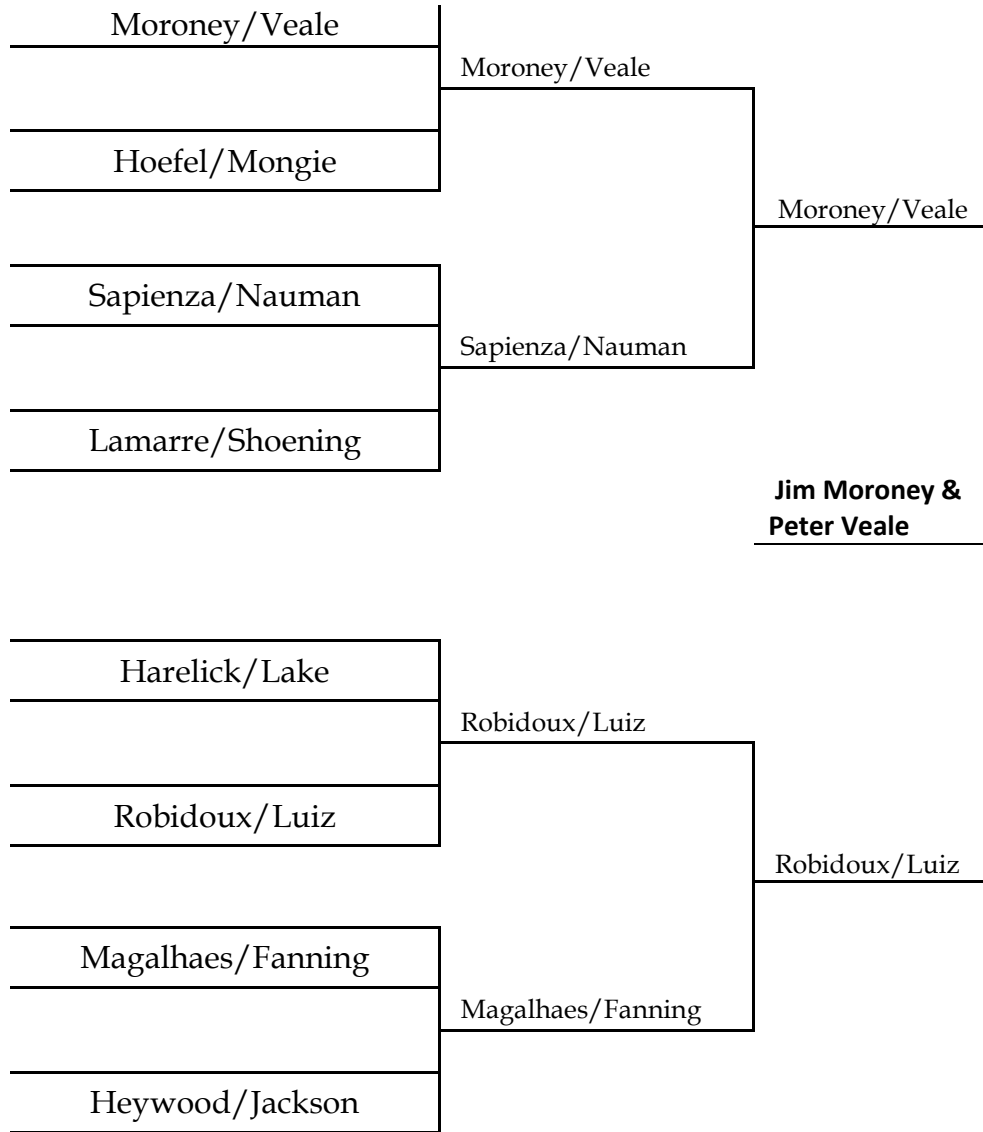 Moroney/Veale
Moroney/Veale
Hoefel/Mongie
Moroney/Veale
Sapienza/Nauman
Sapienza/Nauman
Lamarre/Shoening
Jim Moroney &
Peter Veale
Harelick/Lake
Robidoux/Luiz
Robidoux/Luiz
Robidoux/Luiz
Magalhaes/Fanning
Magalhaes/Fanning
Heywood/Jackson